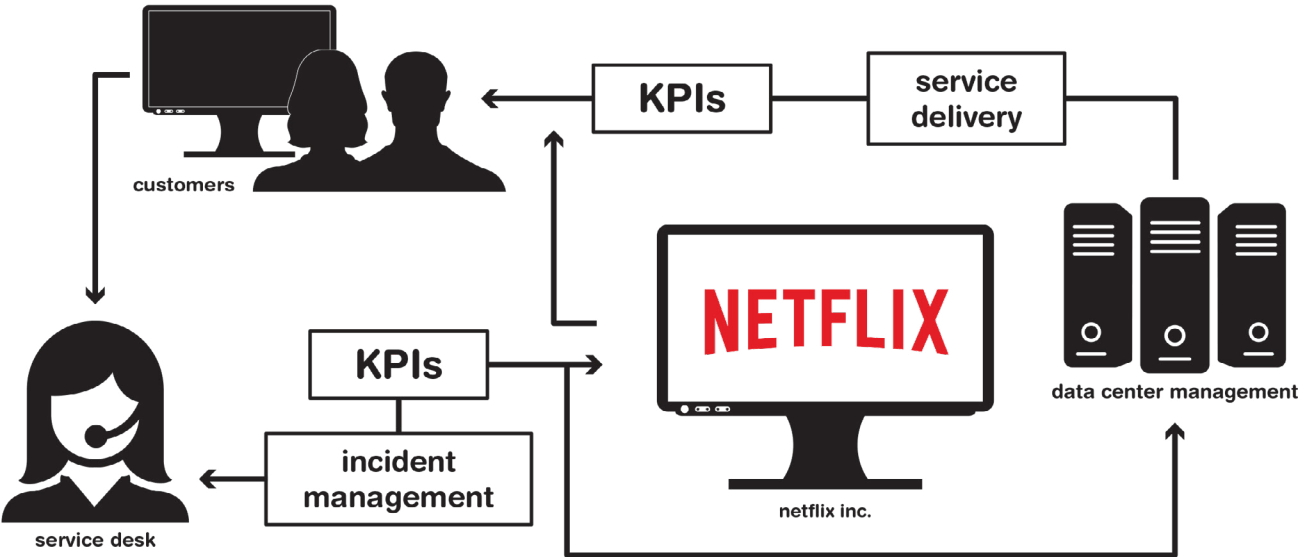 KPIs
service
delivery
customers
NETFLIX
KPIs
data center management
incident
management
netflix inc.
service desk